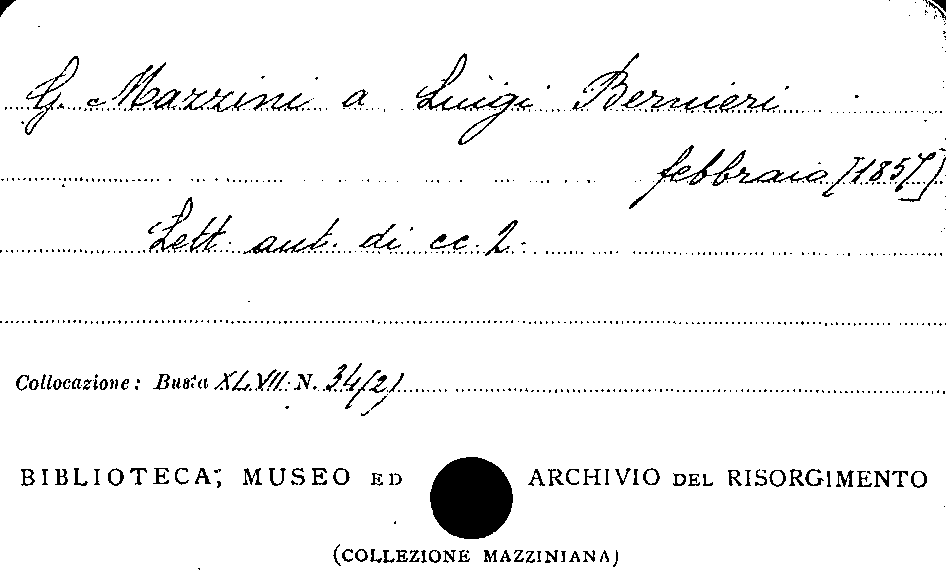 G. Mazzini a Luigi Bernieri
febbraio [1857]
Lett. aut. di cc. 2.
Collocazione: Busta XLVII. N. 34(2)
BIBLIOTECA, MUSEO ED ARCHIVIO DEL RISORGIMENTO
(COLLEZIONE MAZZINIANA)